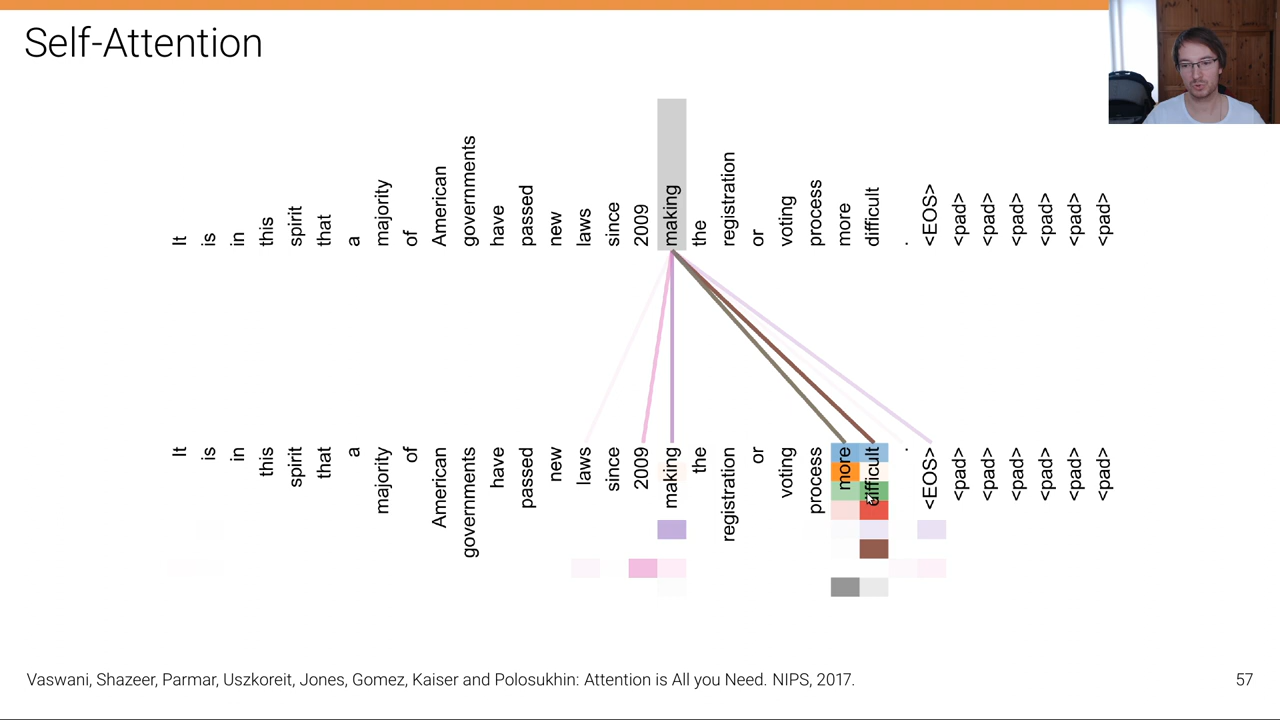 Self-Attention
It is in this spirit that a majority of American governments have passed new laws since 2009 making the registration or voting process more difficult . <EOS> <pad> <pad> <pad> <pad> <pad> <pad>
It is in this spirit that a majority of American governments have passed new laws since 2009 making the registration or voting process more difficult . <EOS> <pad> <pad> <pad> <pad> <pad> <pad>
Vaswani, Shazeer, Parmar, Uszkoreit, Jones, Gomez, Kaiser and Polosukhin: Attention is All you Need. NIPS, 2017.
57